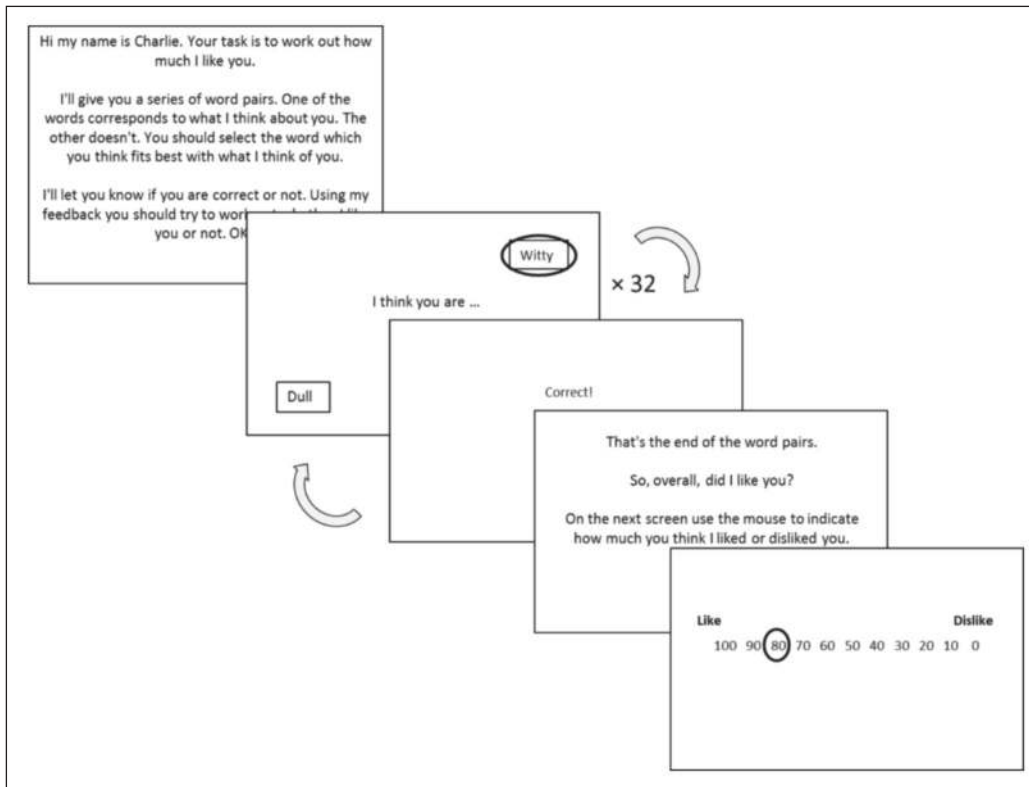 Hi my name is Charlie. Your task is to work out how
much I like you.
I'll give you a series of word pairs. One of the
words corresponds to what I think about you. The
other doesn't. You should select the word which
you think fits best with what I think of you.
I'll let you know if you are correct or not. Using my
feedback you should try to work
you or not. OK
Witty
× 32
I think you are ...
Dull
Correct!
That's the end of the word pairs.
So, overall, did I like you?
On the next screen use the mouse to indicate
how much you think I liked or disliked you.
Like Dislike
100 90 80 70 60 50 40 30 20 10 0